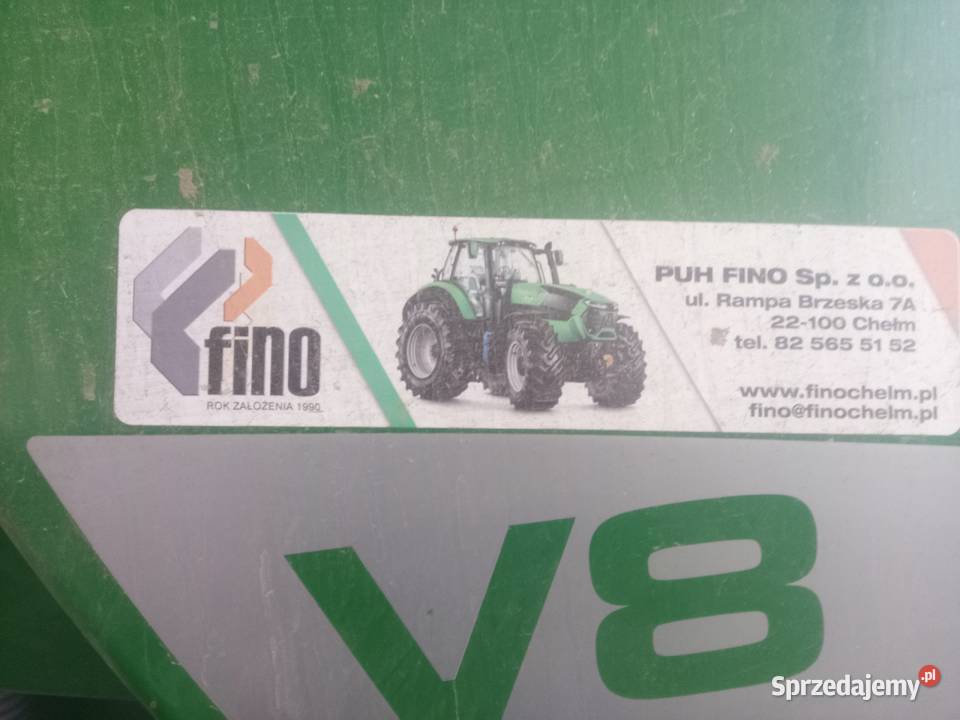 fino
ROK ZAŁOŻENIA 1990
PUH FINO Sp. z o.o.
ul. Rampa Brzeska 7A
22-100 Chełm
tel. 82 565 51 52
www.finochelm.pl
fino@finochelm.pl
V8
Sprzedajemy.pl